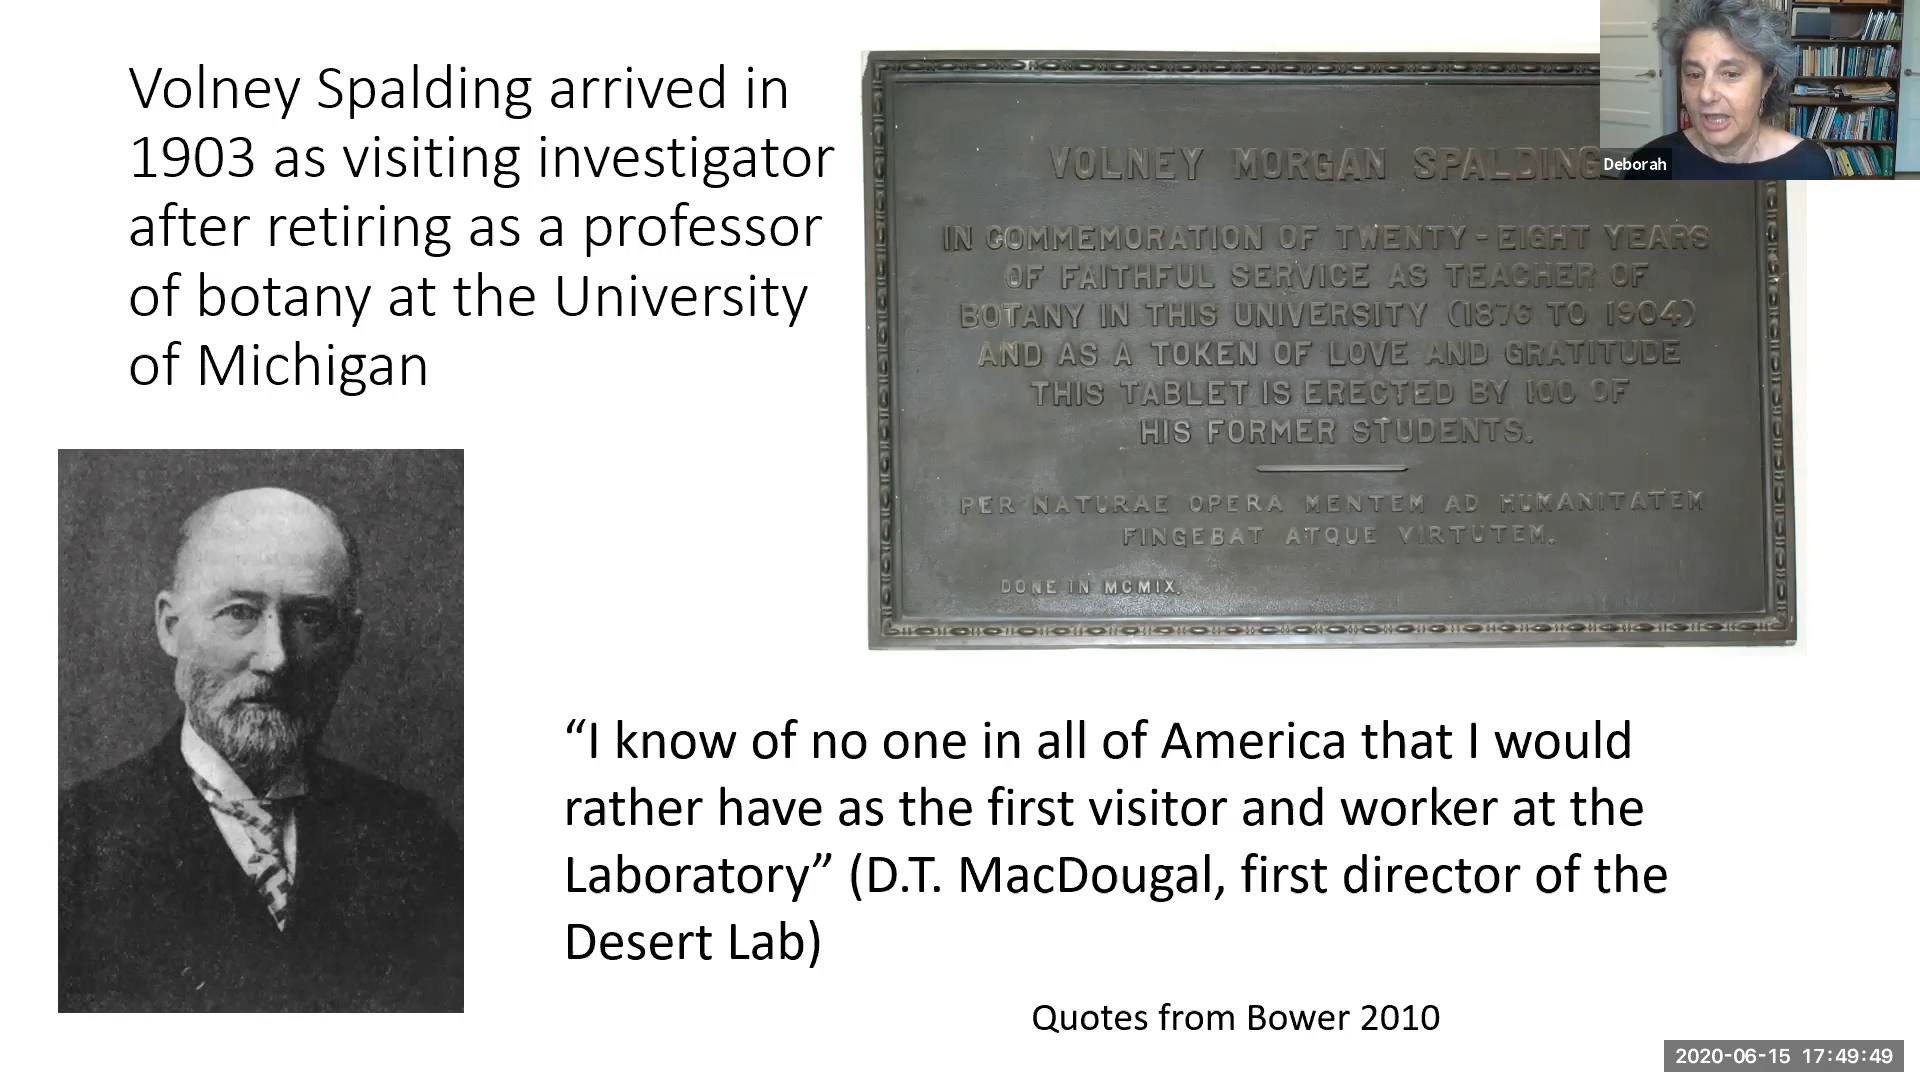 Volney Spalding arrived in
1903 as visiting investigator
after retiring as a professor
of botany at the University
of Michigan
VOLNEY MORGAN SPALDING
IN COMMEMORATION OF TWENTY-EIGHT YEARS
OF FAITHFUL SERVICE AS TEACHER OF
BOTANY IN THIS UNIVERSITY (1876 TO 1904)
AND AS A TOKEN OF LOVE AND GRATITUDE
THIS TABLET IS ERECTED BY 100 OF
HIS FORMER STUDENTS.
PER NATURAE OPERA MENTEM AD HUMANITATEM
FINGEBAT ATQUE VIRTUTEM.
DONE IN MCMIX.
Deborah
“I know of no one in all of America that I would
rather have as the first visitor and worker at the
Laboratory” (D.T. MacDougal, first director of the
Desert Lab)
Quotes from Bower 2010
2020-06-15 17:49:49